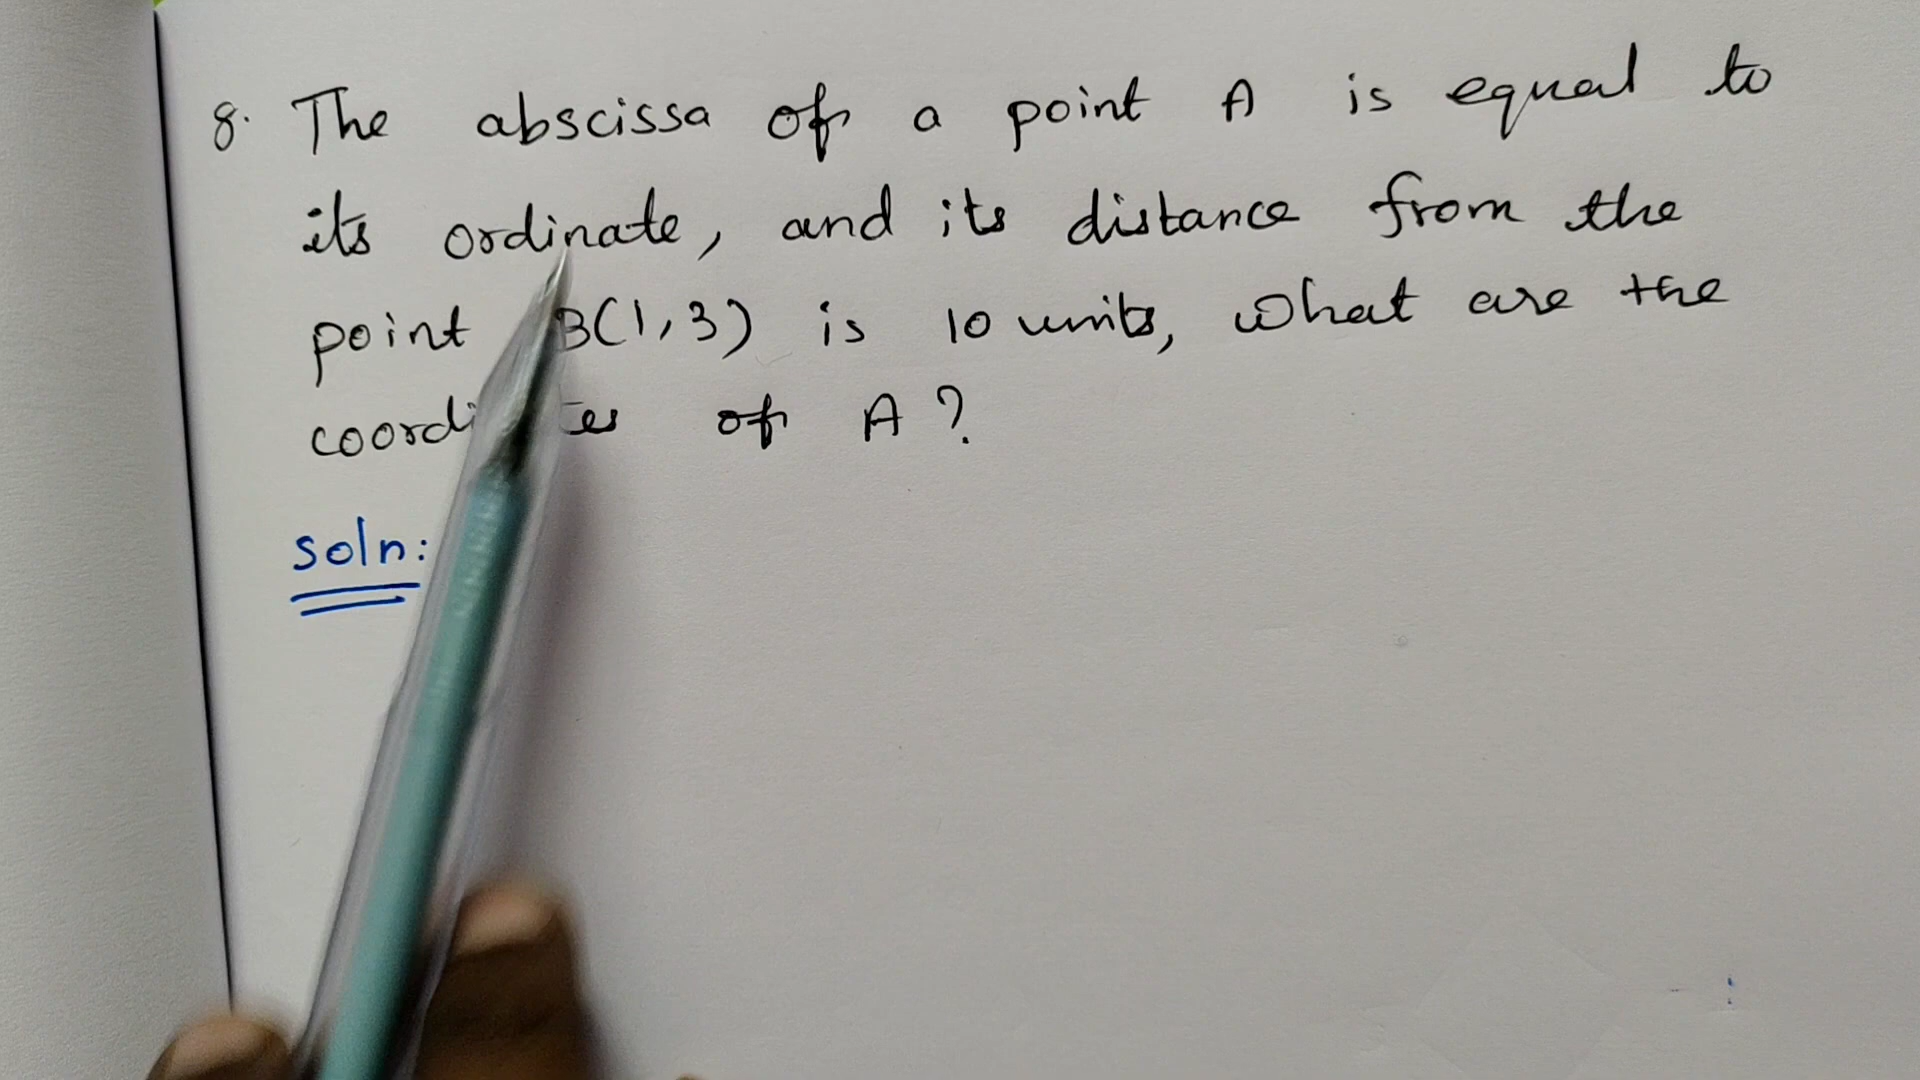 8. The abscissa of a point A is equal to
its ordinate, and its distance from the
point B(1,3) is 10 units, what are the
of A?
soln: